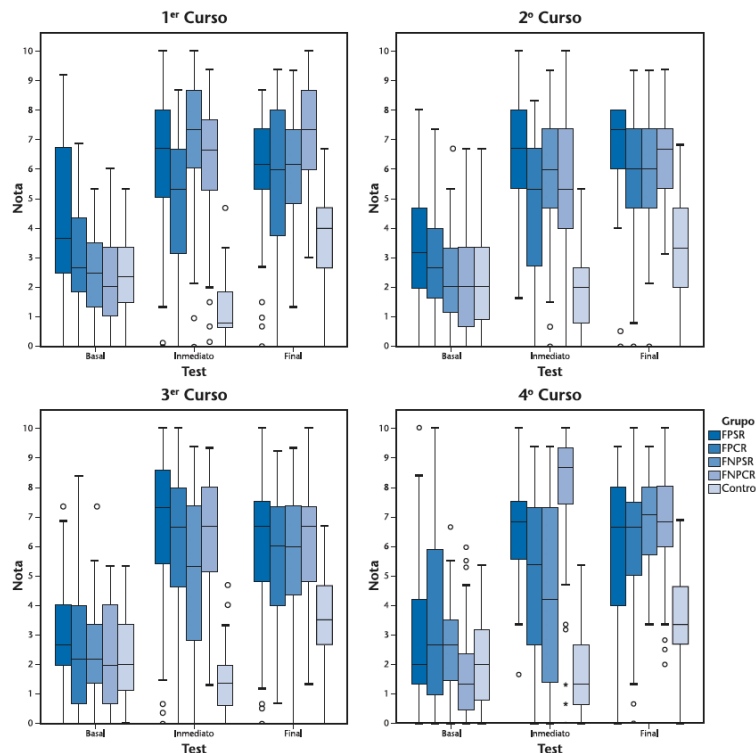 1er Curso
10
9
8
7
6
5
4
3
2
1
0
Nota
Basal
Inmediato
Final
Test
2º Curso
10
9
8
7
6
5
4
3
2
1
0
Nota
Basal
Inmediato
Final
Test
3er Curso
10
9
8
7
6
5
4
3
2
1
0
Nota
Basal
Inmediato
Final
Test
4º Curso
10
9
8
7
6
5
4
3
2
1
0
Nota
Basal
Inmediato
Final
Test
Grupo
FPSR
FPCR
FNPSR
FNPCR
Contro